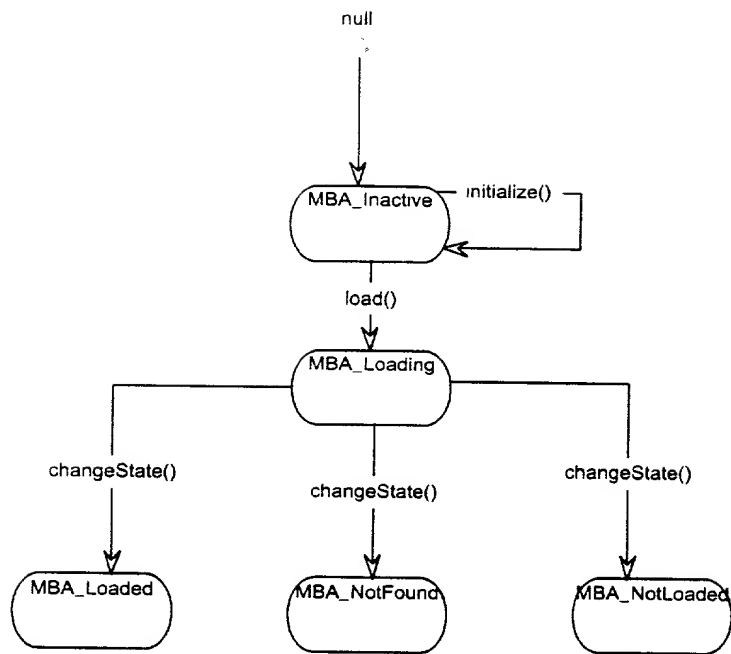 null
MBA_Inactive
initialize()
load()
MBA_Loading
changeState()
changeState()
changeState()
MBA_Loaded
MBA_NotFound
MBA_NotLoaded